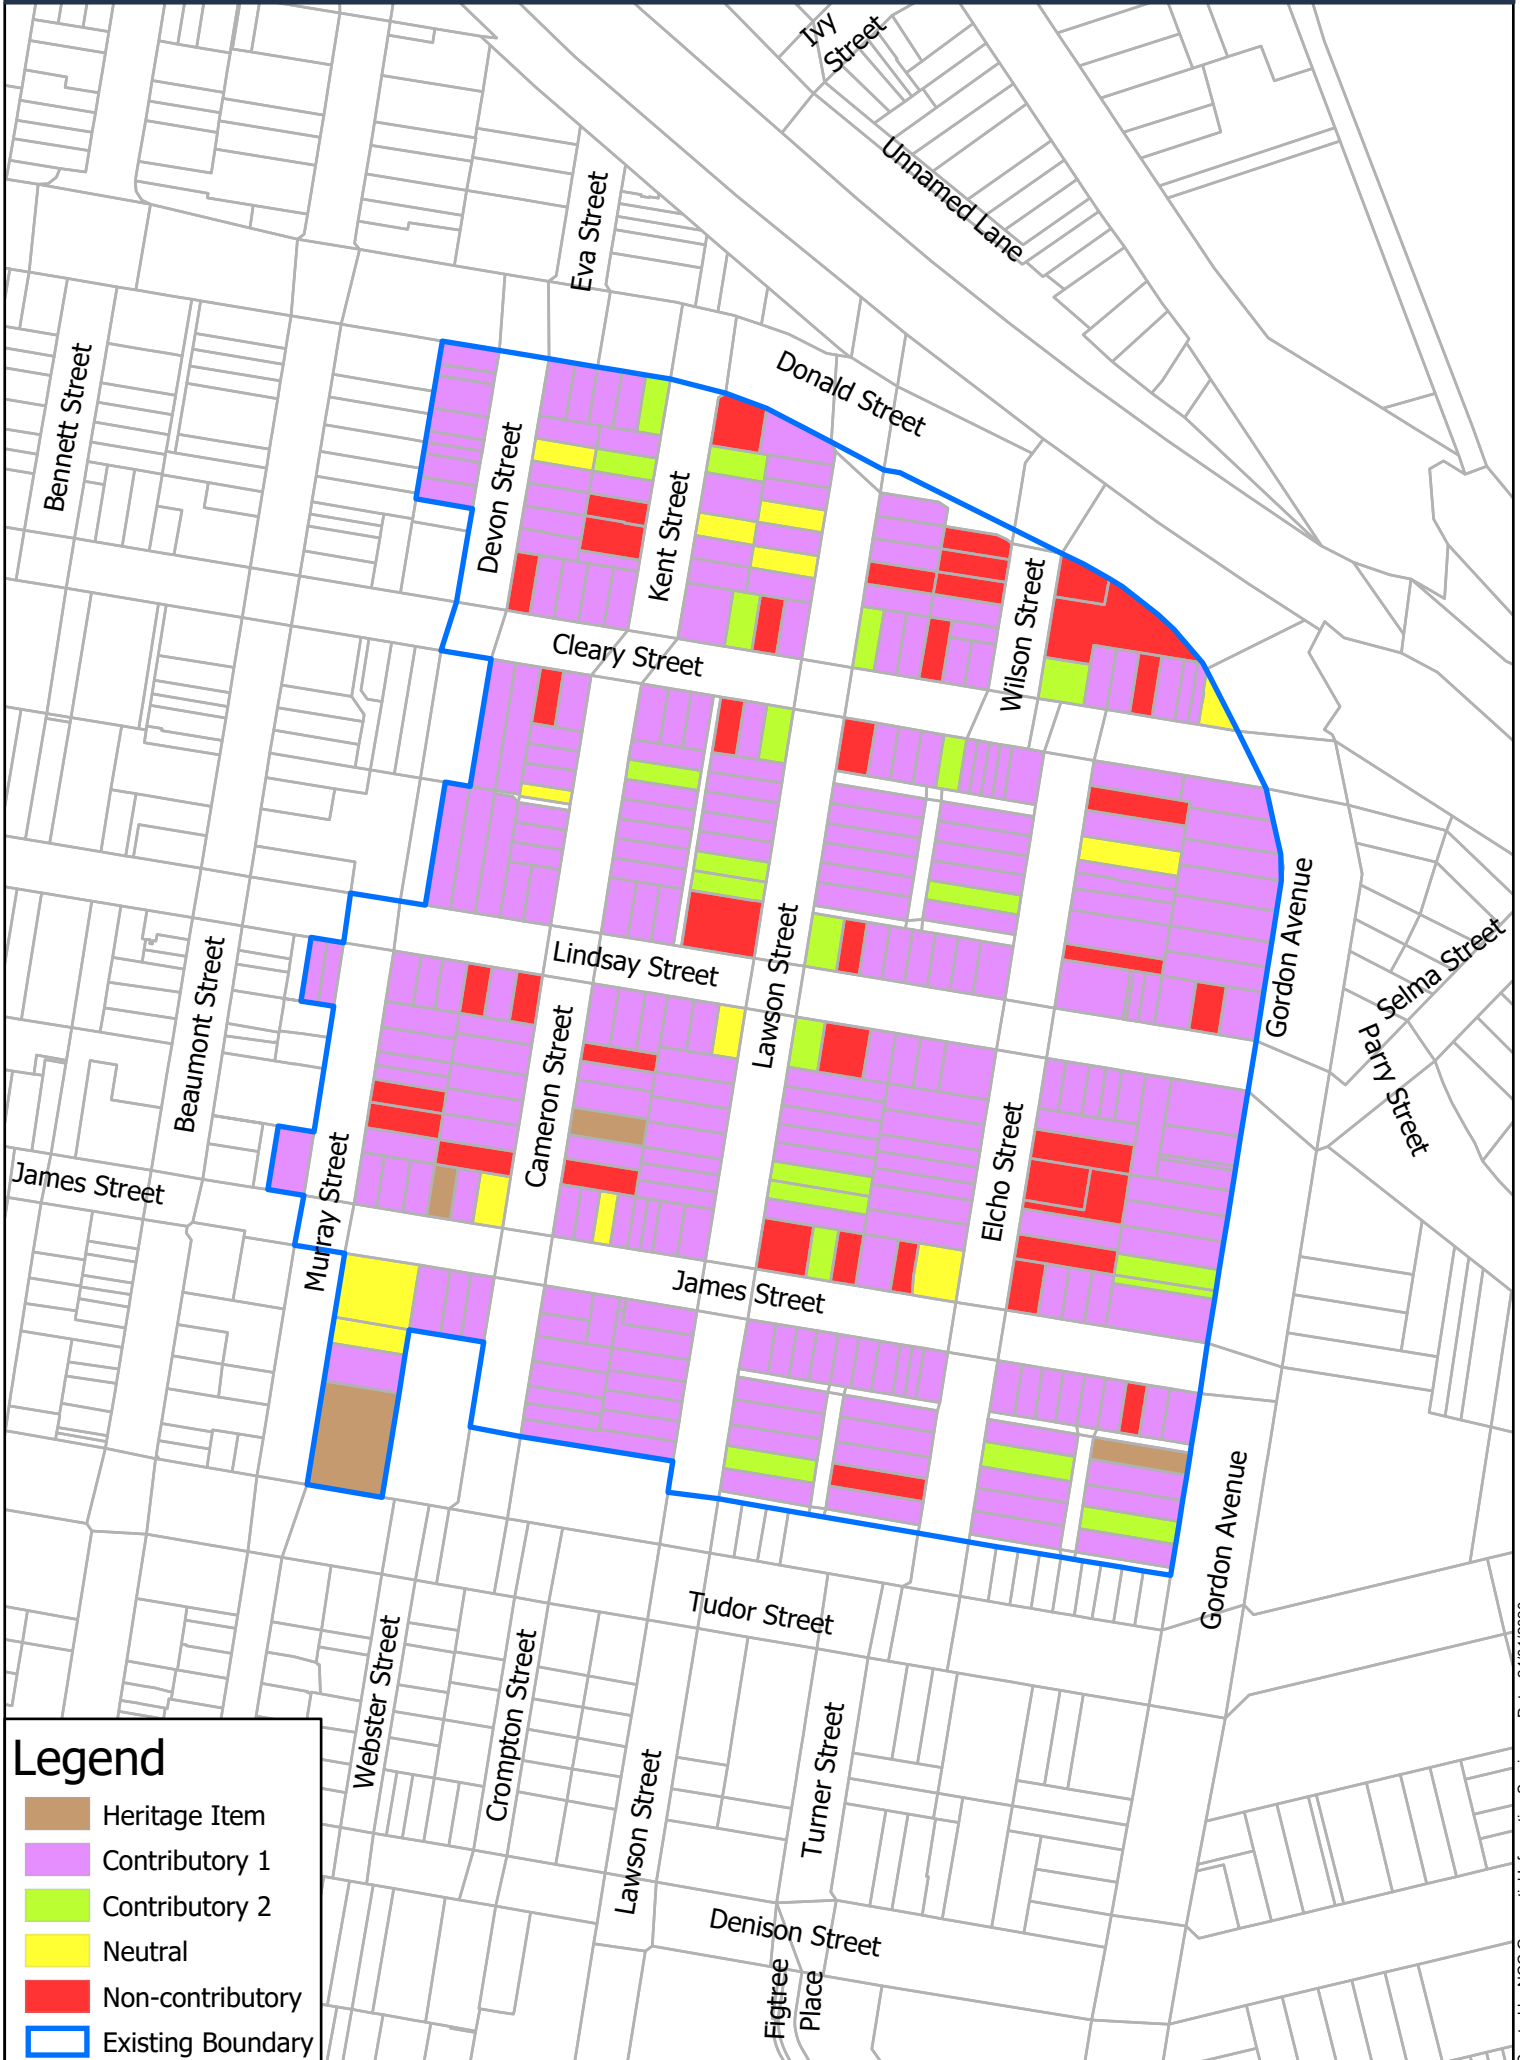 Ivy
Street
Unnamed Lane
Eva Street
Donald Street
Bennett Street
Devon Street
Kent Street
Wilson Street
Cleary Street
Gordon Avenue
Selma Street
Parry Street
Lindsay Street
Lawson Street
Beaumont Street
Cameron Street
Elcho Street
James Street
Murray Street
James Street
Gordon Avenue
Tudor Street
Webster Street
Crompton Street
Lawson Street
Turner Street
Denison Street
Figtree
Place
Legend
Heritage Item
Contributory 1
Contributory 2
Neutral
Non-contributory
Existing Boundary